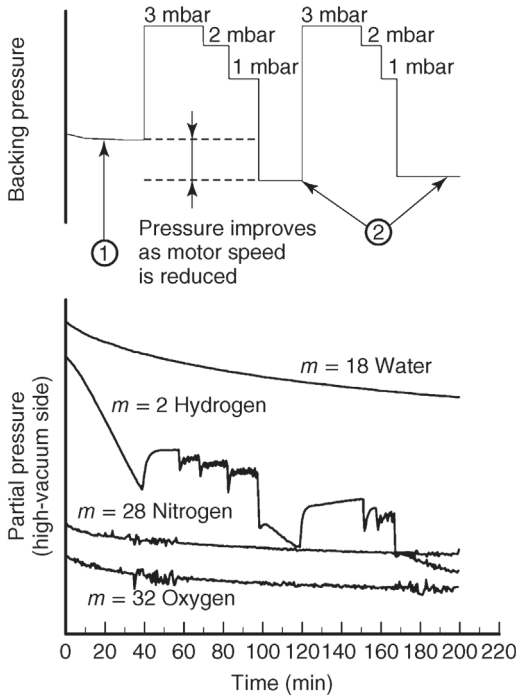 3 mbar
3 mbar
2 mbar
2 mbar
1 mbar
1 mbar
Backing pressure
1
Pressure improves
as motor speed
is reduced
2
m = 18 Water
m = 2 Hydrogen
m = 28 Nitrogen
m = 32 Oxygen
Partial pressure
(high-vacuum side)
0 20 40 60 80 100 120 140 160 180 200 220
Time (min)